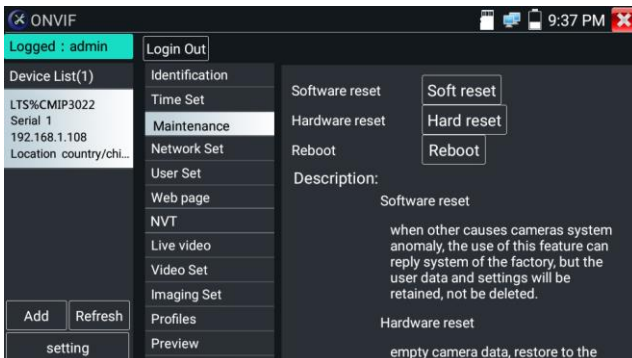 ONVIF
9:37 PM
Logged : admin
Login Out
Device List(1)
LTS%CMIP3022
Serial 1
192.168.1.108
Location country/chi...
Add
Refresh
setting
Identification
Time Set
Maintenance
Network Set
User Set
Web page
NVT
Live video
Video Set
Imaging Set
Profiles
Preview
Software reset
Soft reset
Hardware reset
Hard reset
Reboot
Reboot
Description:
Software reset
when other causes cameras system
anomaly, the use of this feature can
reply system of the factory, but the
user data and settings will be
retained, not be deleted.
Hardware reset
empty camera data, restore to the